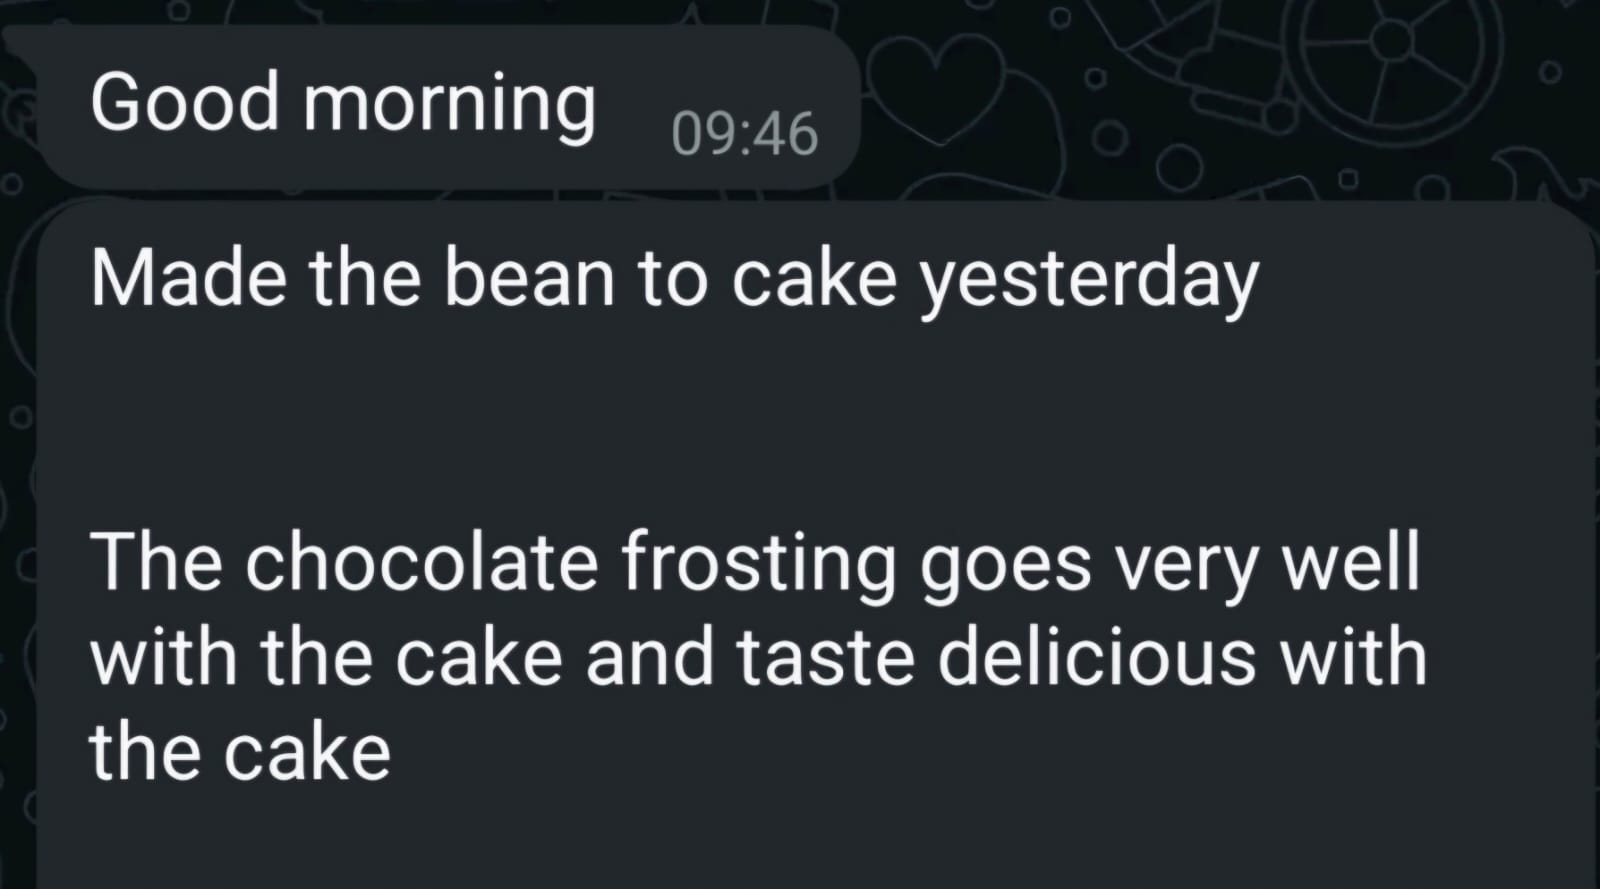 Good morning
09:46
Made the bean to cake yesterday
The chocolate frosting goes very well
with the cake and taste delicious with
the cake